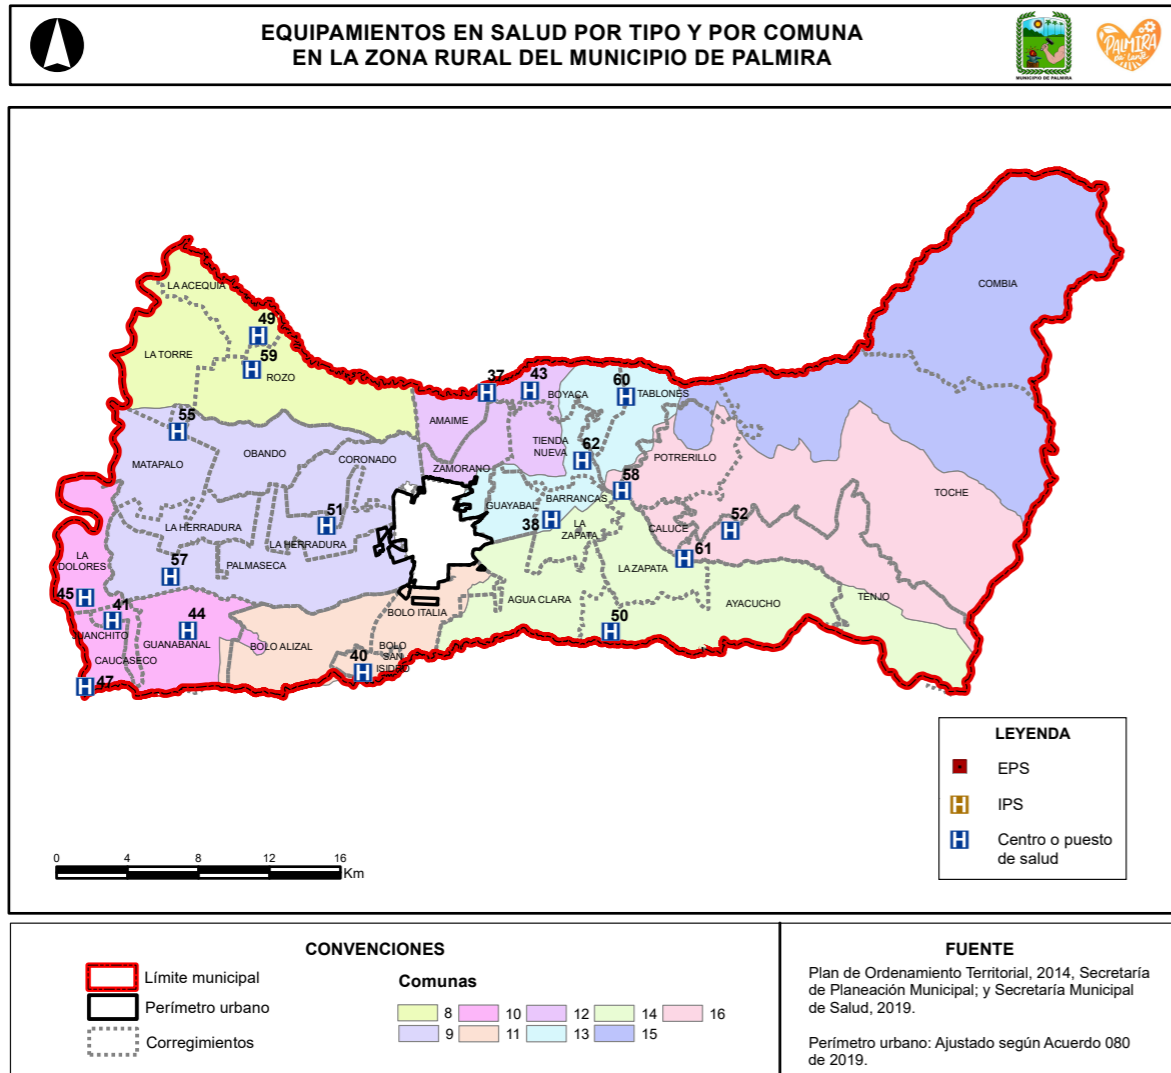 EQUIPAMIENTOS EN SALUD POR TIPO Y POR COMUNA
EN LA ZONA RURAL DEL MUNICIPIO DE PALMIRA
MUNICIPIO DE PALMIRA
PALMIRA
COMBIA
LA ACEQUIA
49
LA TORRE
59
ROZO
37
43
60
BOYACA
TABLONES
55
AMAIME
TIENDA
NUEVA
62
MATAPALO
OBANDO
CORONADO
ZAMORANO
POTRERILLO
58
TOCHE
GUAYABAL
BARRANCAS
51
38
LA
ZAPATA
52
LA HERRADURA
CALUCE
LA HERRADURA
61
LA
DOLORES
57
PALMASECA
LA ZAPATA
45
41
44
BOLO ITALIA
AGUA CLARA
50
AYACUCHO
TENJO
JUANCHITO
GUANABANAL
BOLO ALIZAL
BOLO
SAN
ISIDRO
CAUCASECO
40
47
LEYENDA
EPS
IPS
Centro o puesto
de salud
0 4 8 12 16
Km
CONVENCIONES
Límite municipal
Perímetro urbano
Corregimientos
Comunas
8 10 12 14 16
9 11 13 15
FUENTE
Plan de Ordenamiento Territorial, 2014, Secretaría
de Planeación Municipal; y Secretaría Municipal
de Salud, 2019.
Perímetro urbano: Ajustado según Acuerdo 080
de 2019.